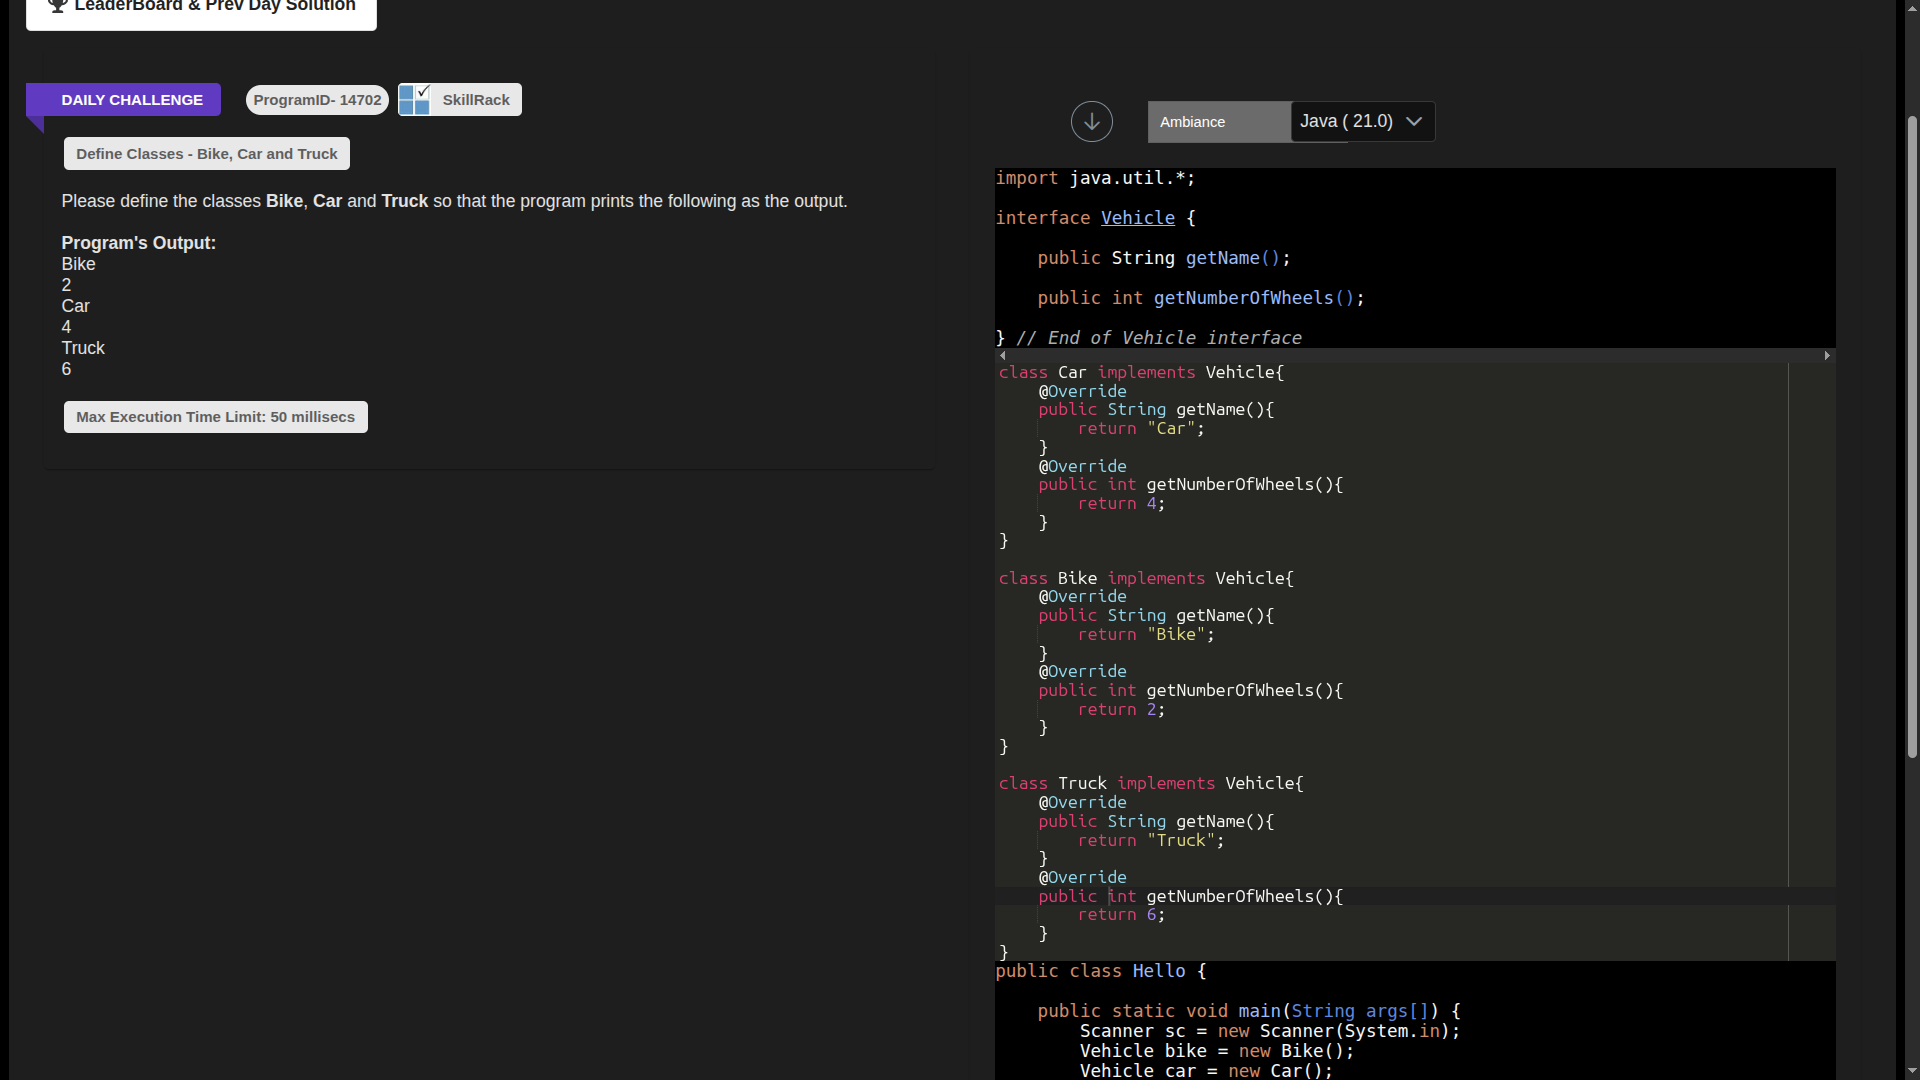 LeaderBoard & Prev Day Solution
DAILY CHALLENGE
ProgramID- 14702
SkillRack
Define Classes - Bike, Car and Truck
Please define the classes Bike, Car and Truck so that the program prints the following as the output.
Program's Output:
Bike
2
Car
4
Truck
6
Max Execution Time Limit: 50 millisecs
Ambiance
Java ( 21.0)
import java.util.*;
interface Vehicle {
public String getName();
public int getNumberOfWheels();
} // End of Vehicle interface
class Car implements Vehicle{
@Override
public String getName(){
return "Car";
}
@Override
public int getNumberOfWheels(){
return 4;
}
}
class Bike implements Vehicle{
@Override
public String getName(){
return "Bike";
}
@Override
public int getNumberOfWheels(){
return 2;
}
}
class Truck implements Vehicle{
@Override
public String getName(){
return "Truck";
}
@Override
public int getNumberOfWheels(){
return 6;
}
}
public class Hello {
public static void main(String args[]) {
Scanner sc = new Scanner(System.in);
Vehicle bike = new Bike();
Vehicle car = new Car();